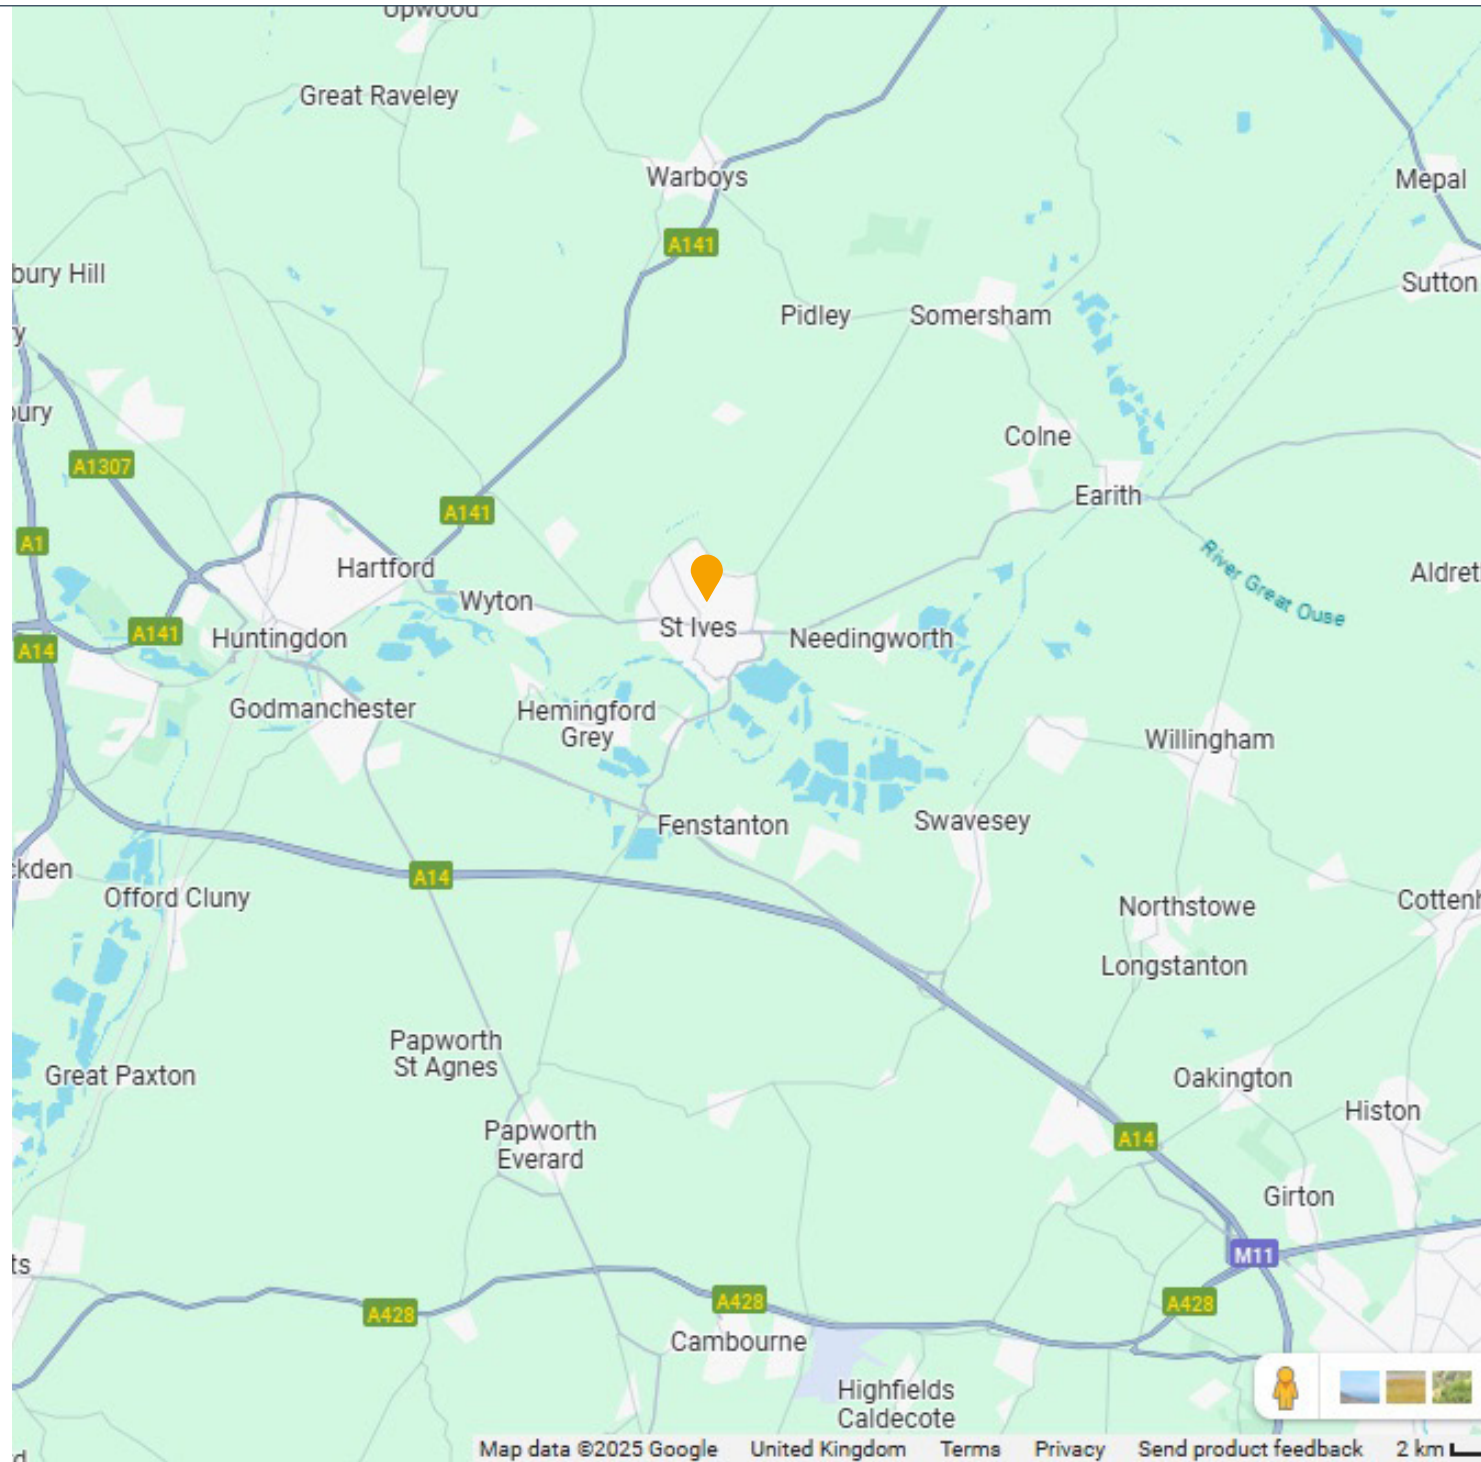 Upwood
Great Raveley
Warboys
Mepal
A141
bury Hill
Sutton
Pidley
Somersham
y
bury
Colne
A1307
Earith
A141
A1
River Great Ouse
Hartford
Aldret
Wyton
St Ives
A141
Huntingdon
Needingworth
A14
Godmanchester
Hemingford
Grey
Willingham
Fenstanton
Swavesey
ckden
A14
Offord Cluny
Northstowe
Cottenh
Longstanton
Papworth
St Agnes
Great Paxton
Oakington
Histon
Papworth
Everard
A14
Girton
ts
M11
A428
A428
A428
Cambourne
Highfields
Caldecote
rd
Map data ©2025 Google United Kingdom Terms Privacy Send product feedback 2 km